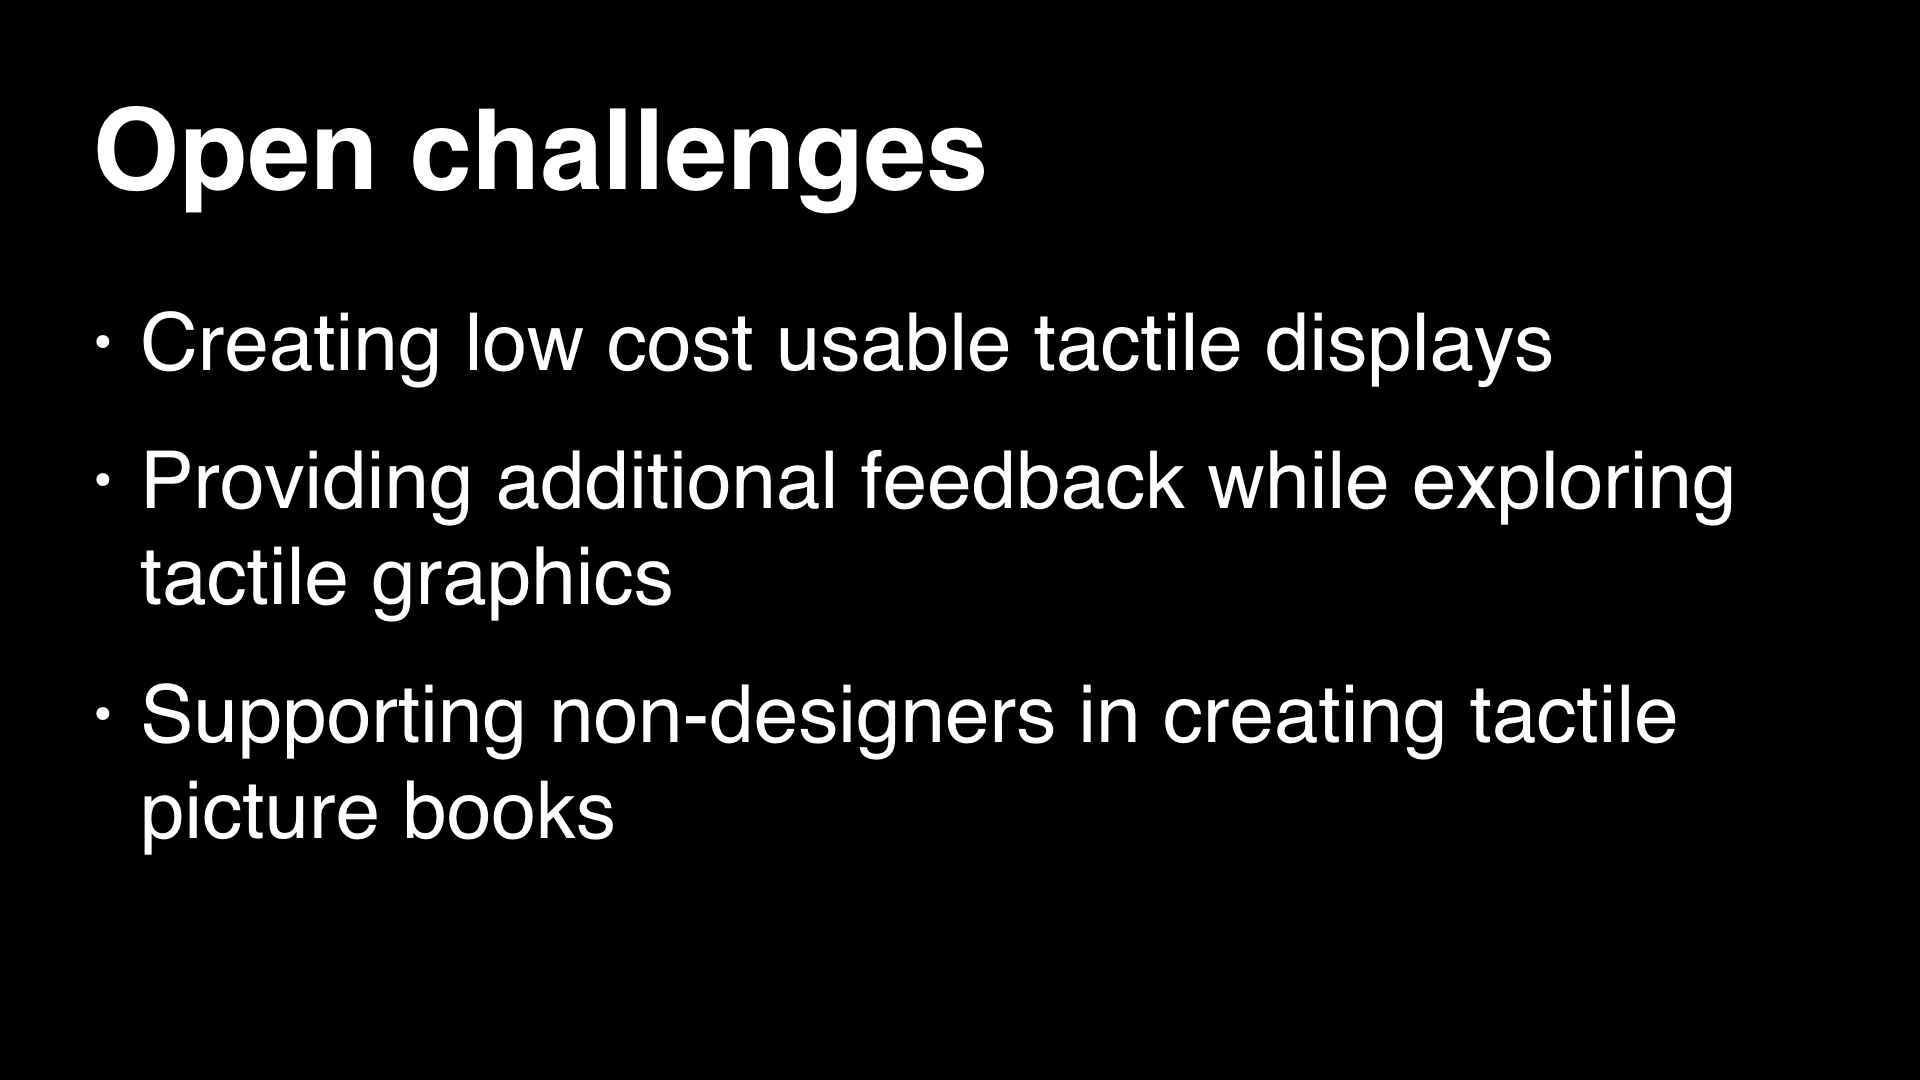 Open challenges
• Creating low cost usable tactile displays
• Providing additional feedback while exploring
tactile graphics
• Supporting non-designers in creating tactile
picture books